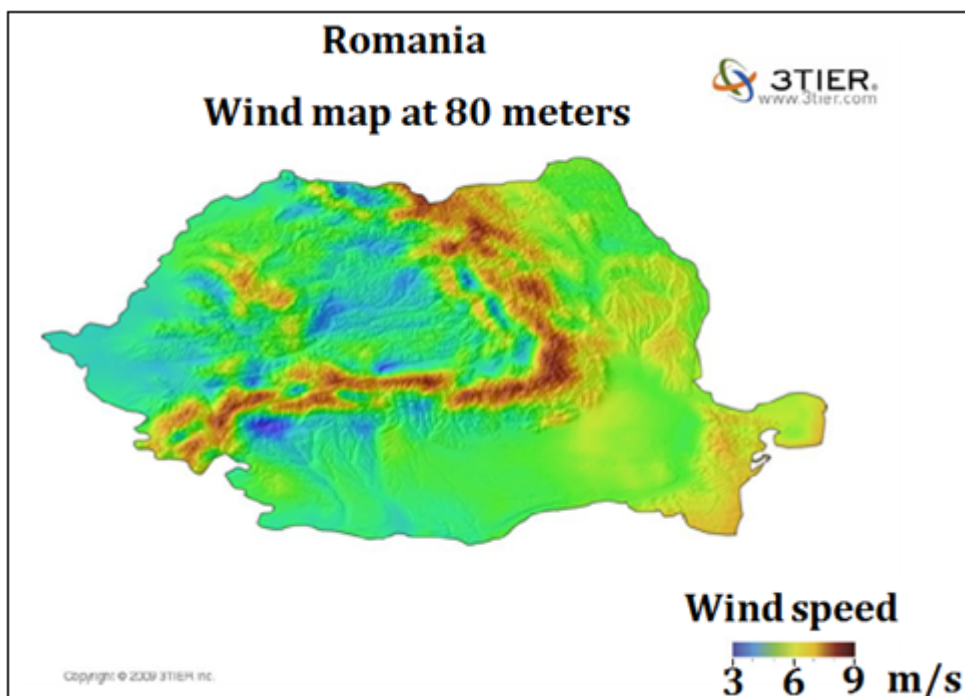 Romania
3TIER®
www.3tier.com
Wind map at 80 meters
Wind speed
3 6 9 m/s
Copyright © 2009 3TIER Inc.